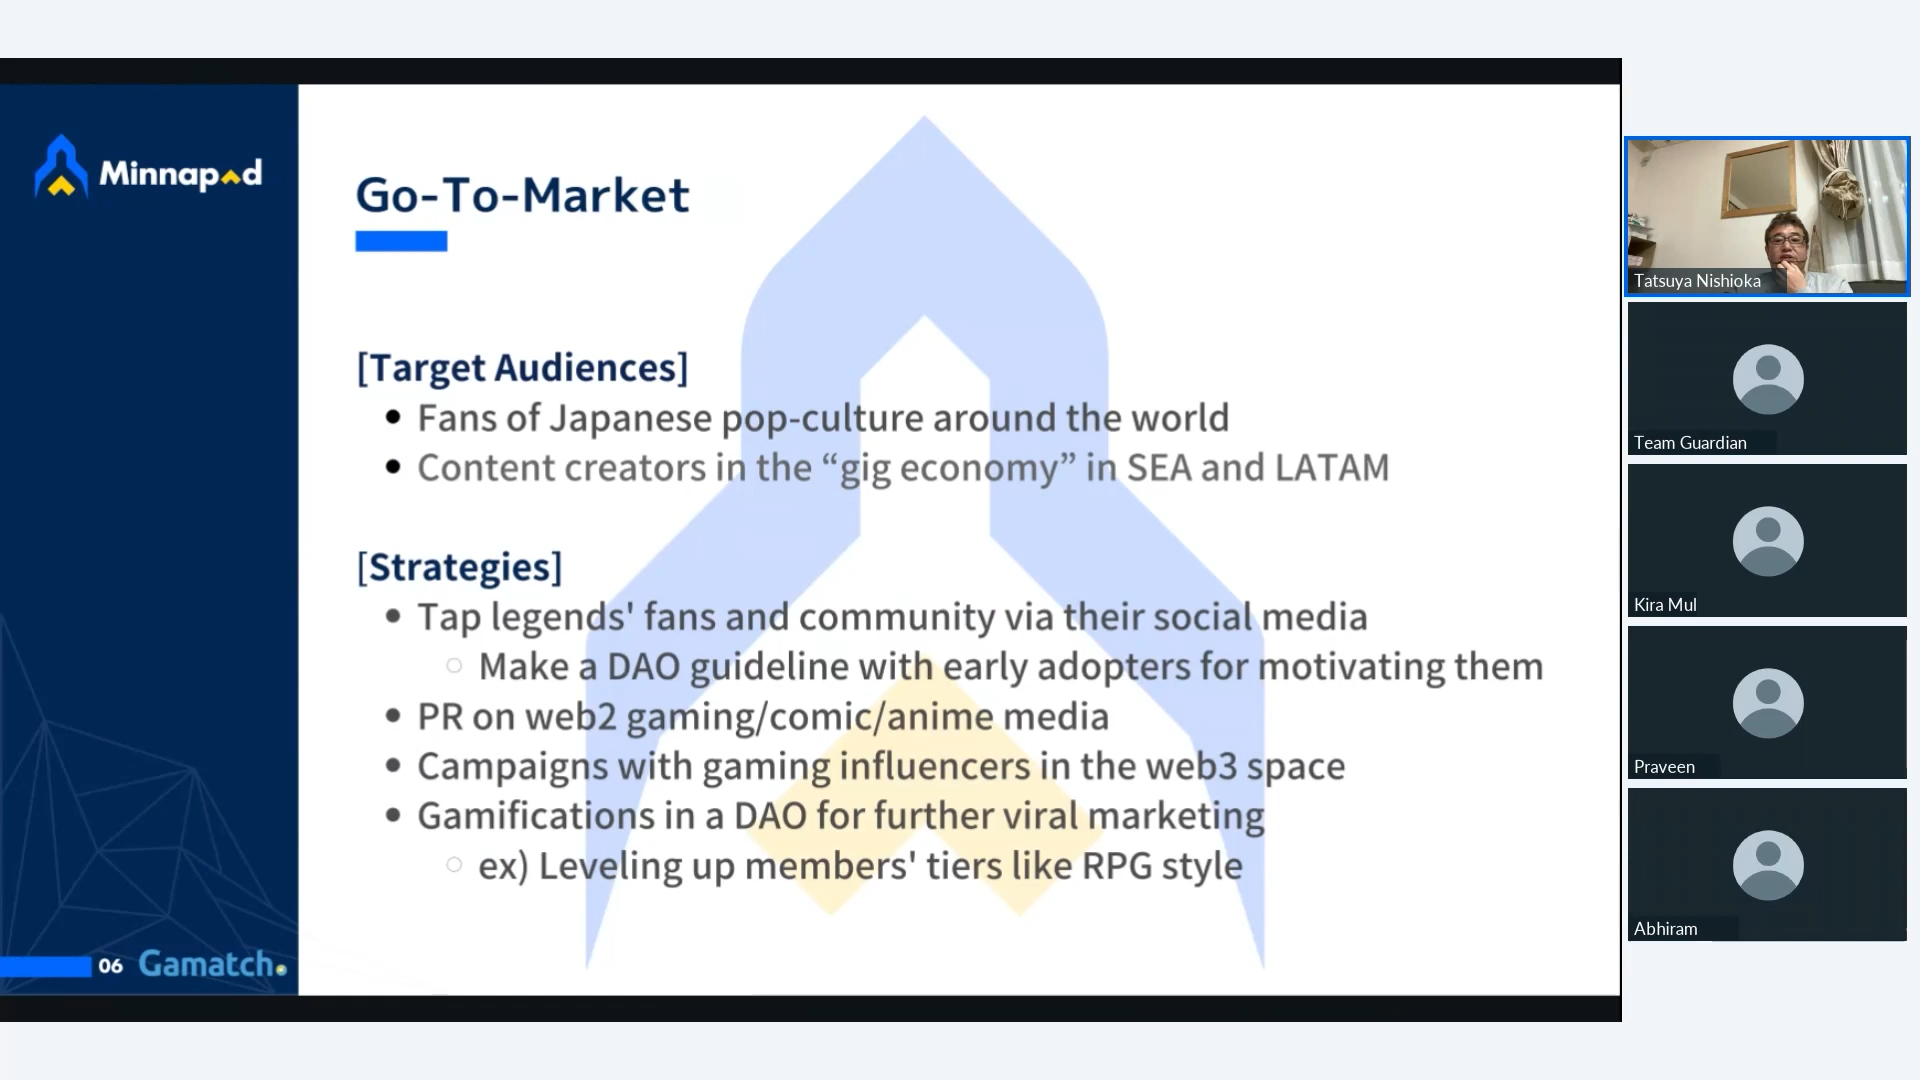 Minnapad
Go-To-Market
[Target Audiences]
Fans of Japanese pop-culture around the world
Content creators in the “gig economy” in SEA and LATAM
[Strategies]
Tap legends' fans and community via their social media
Make a DAO guideline with early adopters for motivating them
PR on web2 gaming/comic/anime media
Campaigns with gaming influencers in the web3 space
Gamifications in a DAO for further viral marketing
ex) Leveling up members' tiers like RPG style
06 Gamatch.
Tatsuya Nishioka
Team Guardian
Kira Mul
Praveen
Abhiram